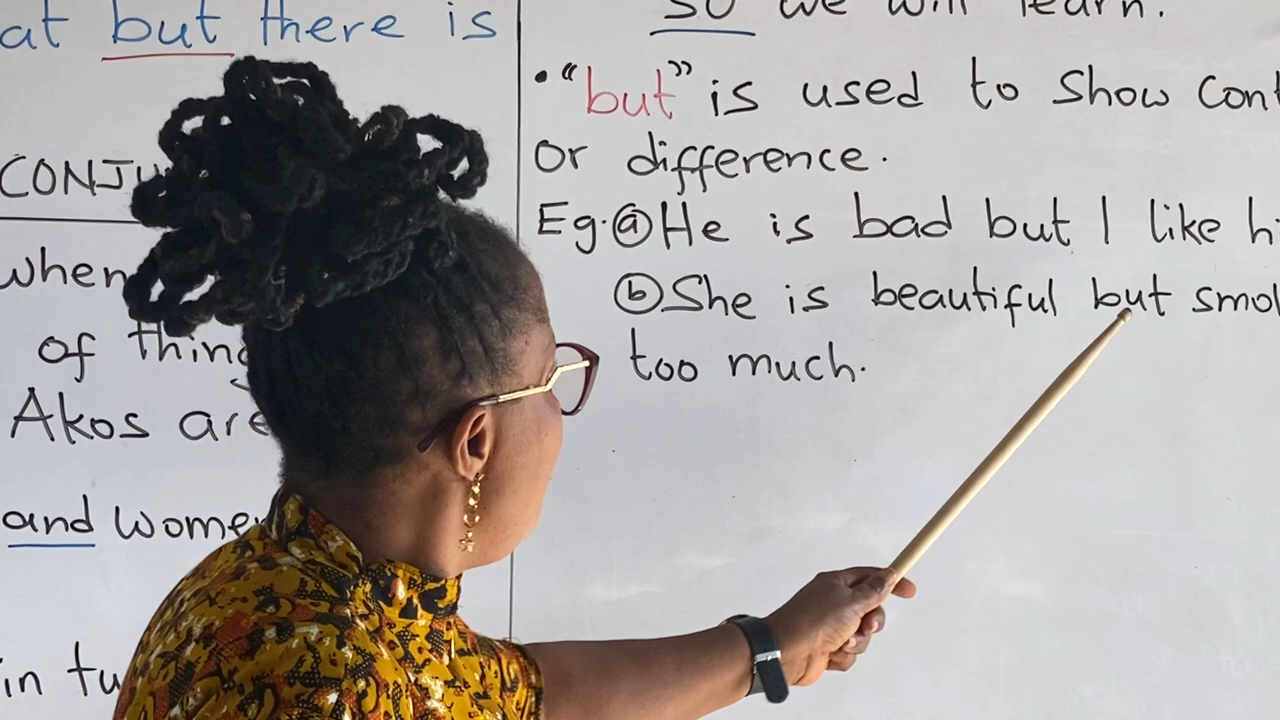 at but there is
CONJU
when
of thing
Akos are
and women
in tu
so we will learn.
• "but" is used to show cont
or difference.
Eg. ⓐ He is bad but I like hi
ⓑ She is beautiful but smo
too much.